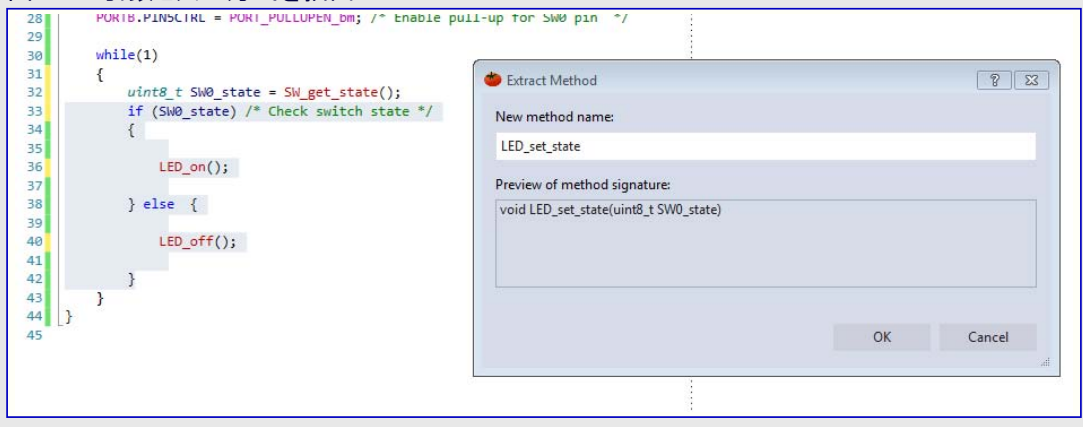 28 PORTB.PIN5CTRL = PORT_PULLUPEN_bm; /* Enable pull-up for SW0 pin */
29
30 while(1)
31 {
32 uint8_t SW0_state = SW_get_state();
33 if (SW0_state) /* Check switch state */
34 {
35
36 LED_on();
37
38 } else {
39
40 LED_off();
41
42 }
43 }
44 }
45
Extract Method
New method name:
LED_set_state
Preview of method signature:
void LED_set_state(uint8_t SW0_state)
OK Cancel